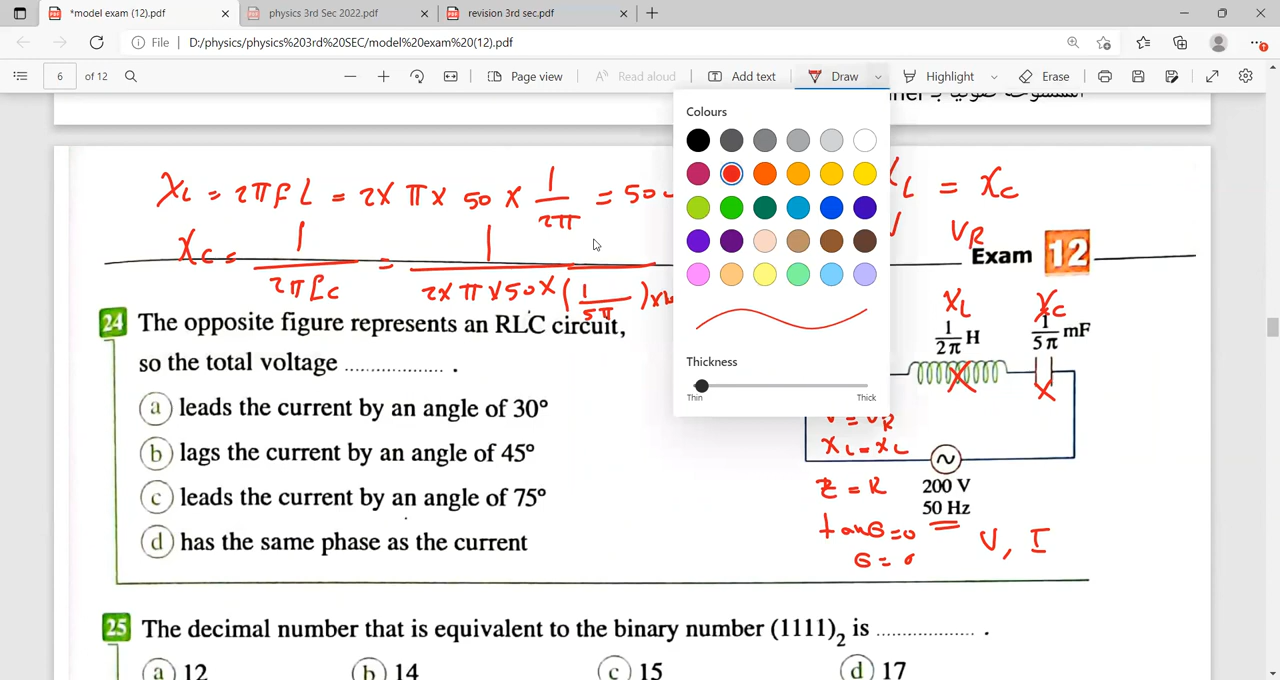 *model exam (12).pdf
physics 3rd Sec 2022.pdf
revision 3rd sec.pdf
File D:/physics/physics%203rd%20SEC/model%20exam%20(12).pdf
6 of 12
Page view
Read aloud
Add text
Draw
Highlight
Erase
Colours
Thickness
Thin
Thick
XL = 2πfL = 2 × π × 50 × 1/2π = 50
XL = XC
XC = 1/2πfc = 1/2×π×50×(1/5π)×
VR
Exam 12
24 The opposite figure represents an RLC circuit,
so the total voltage .................... .
a leads the current by an angle of 30°
b lags the current by an angle of 45°
c leads the current by an angle of 75°
d has the same phase as the current
XL
XC
1/2π H
1/5π mF
V = VR
XL = XL
Z = R
200 V
50 Hz
tanθ = 0
θ = 0
V, I
25 The decimal number that is equivalent to the binary number (1111)2 is .................... .
a 12
b 14
c 15
d 17